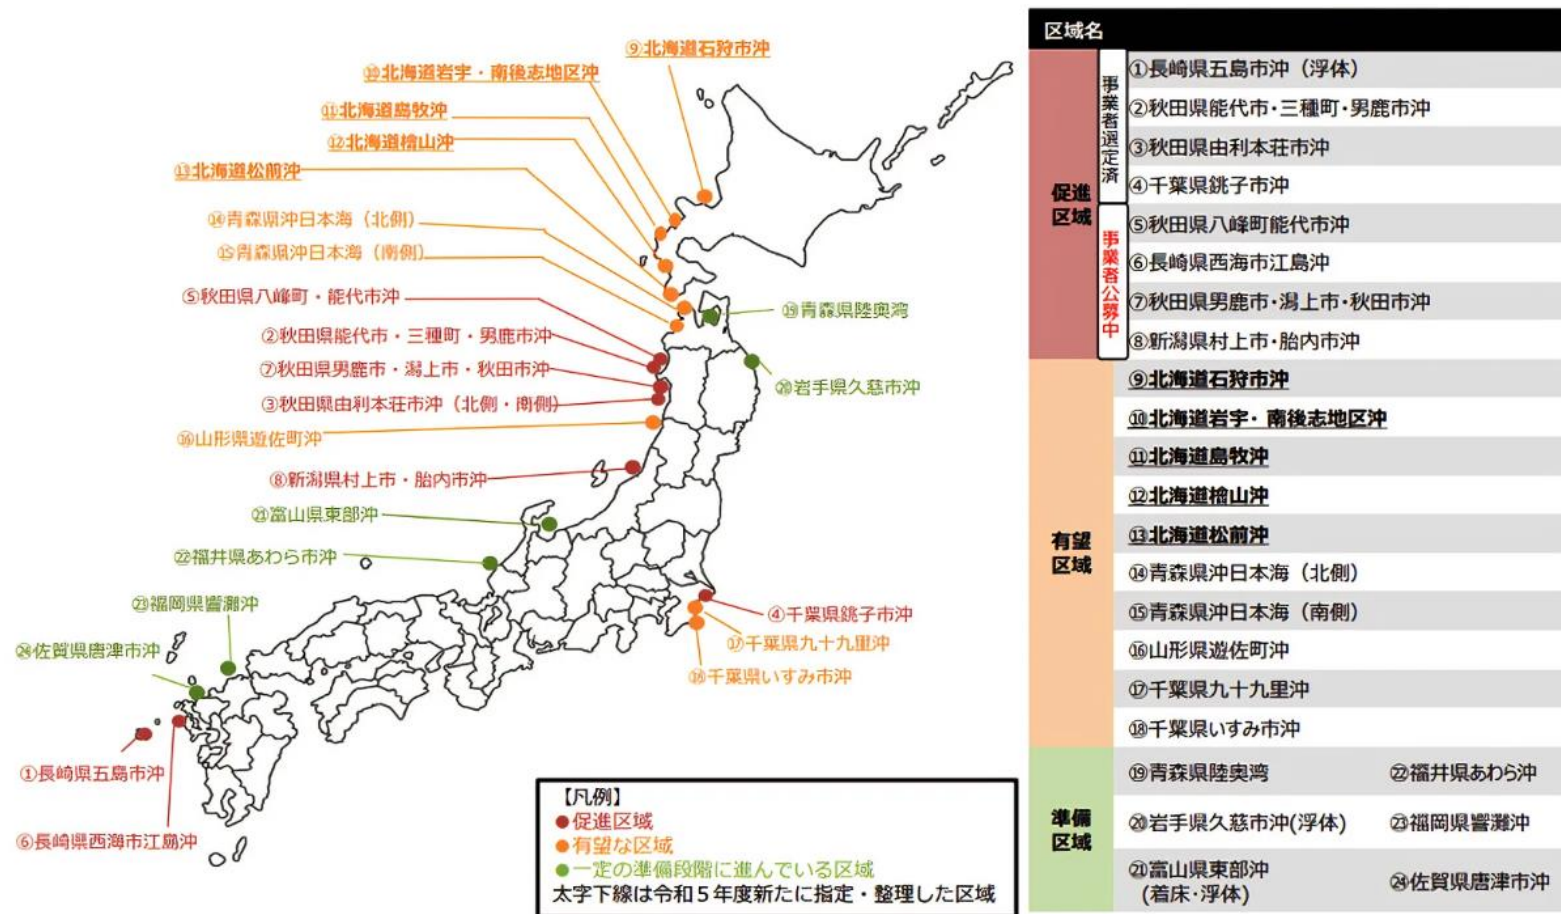 ⑨北海道石狩市沖
⑩北海道岩宇・南後志地区沖
⑪北海道島牧沖
⑫北海道檜山沖
⑬北海道松前沖
⑭青森県沖日本海（北側）
⑮青森県沖日本海（南側）
⑤秋田県八峰町・能代市沖
②秋田県能代市・三種町・男鹿市沖
⑦秋田県男鹿市・潟上市・秋田市沖
③秋田県由利本荘市沖（北側・南側）
⑯山形県遊佐町沖
⑧新潟県村上市・胎内市沖
㉑富山県東部沖
㉒福井県あわら市沖
㉓福岡県響灘沖
㉔佐賀県唐津市沖
①長崎県五島市沖
⑥長崎県西海市江島沖
⑲青森県陸奥湾
⑳岩手県久慈市沖
④千葉県銚子市沖
⑰千葉県九十九里沖
⑱千葉県いすみ市沖
【凡例】
促進区域
有望な区域
一定の準備段階に進んでいる区域
太字下線は令和５年度新たに指定・整理した区域
区域名
促進
区域
事業者選定済
①長崎県五島市沖（浮体）
②秋田県能代市･三種町･男鹿市沖
③秋田県由利本荘市沖
④千葉県銚子市沖
事業者公募中
⑤秋田県八峰町能代市沖
⑥長崎県西海市江島沖
⑦秋田県男鹿市･潟上市･秋田市沖
⑧新潟県村上市･胎内市沖
有望
区域
⑨北海道石狩市沖
⑩北海道岩宇・南後志地区沖
⑪北海道島牧沖
⑫北海道檜山沖
⑬北海道松前沖
⑭青森県沖日本海（北側）
⑮青森県沖日本海（南側）
⑯山形県遊佐町沖
⑰千葉県九十九里沖
⑱千葉県いすみ市沖
準備
区域
⑲青森県陸奥湾
⑳岩手県久慈市沖(浮体)
㉑富山県東部沖
(着床･浮体)
㉒福井県あわら沖
㉓福岡県響灘沖
㉔佐賀県唐津市沖